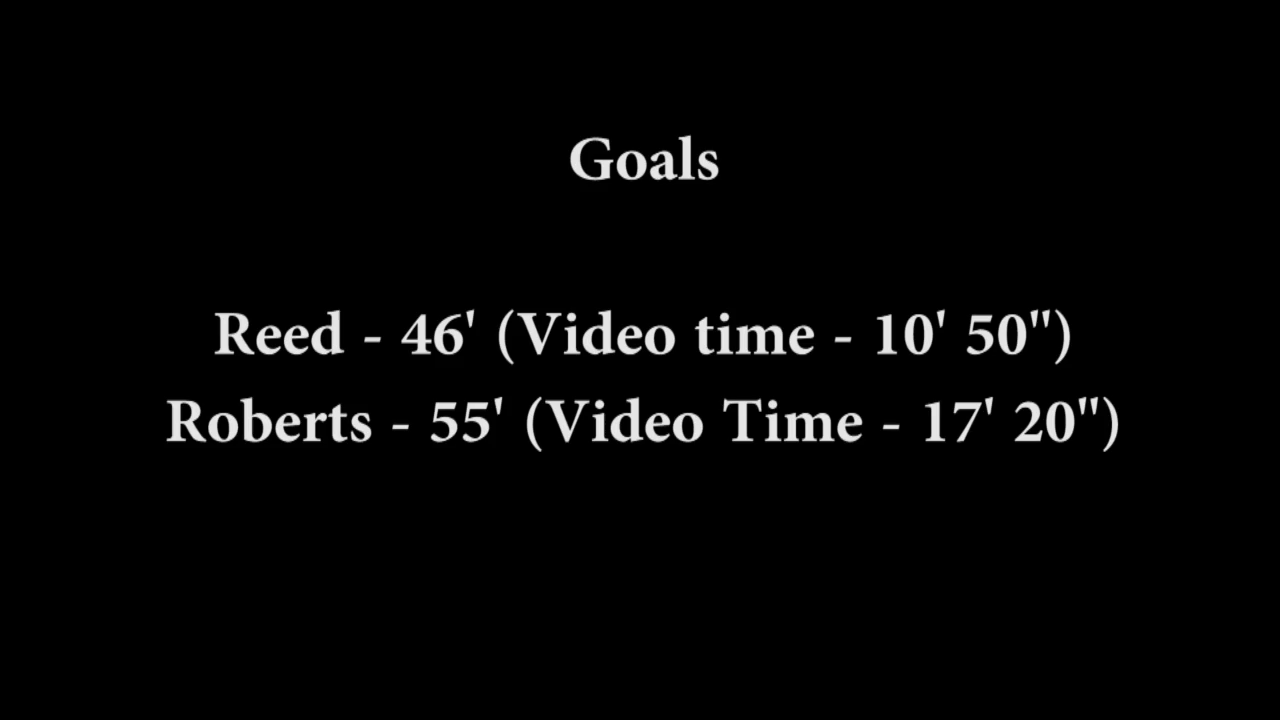 Goals
Reed - 46' (Video time - 10' 50")
Roberts - 55' (Video Time - 17' 20")